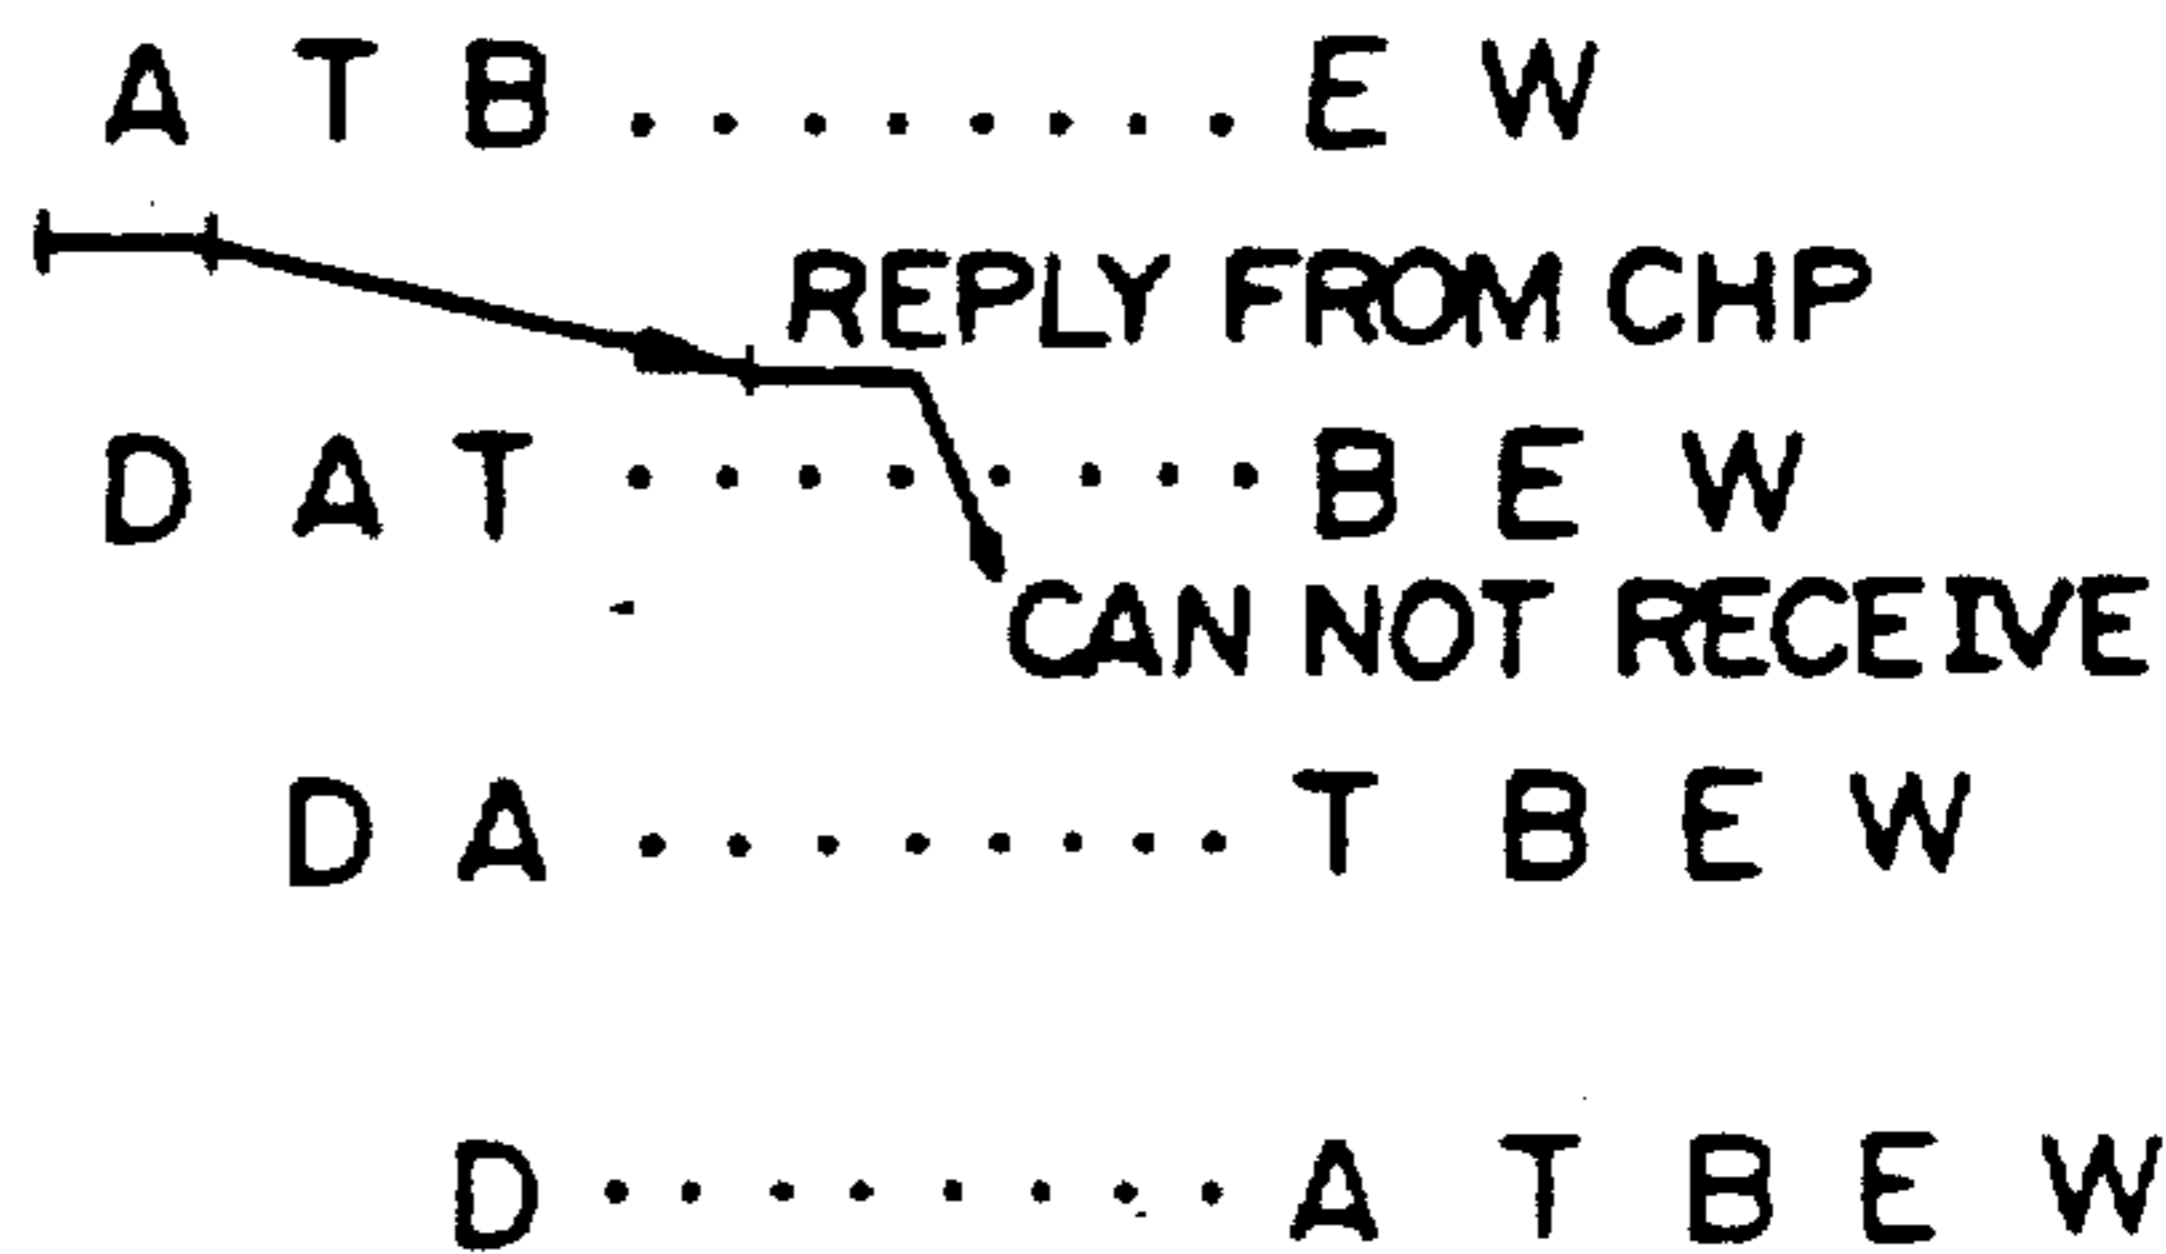 A T B ........ E W
REPLY FROM CHP
D A T ........ B E W
CAN NOT RECEIVE
D A ........ T B E W
D ........ A T B E W